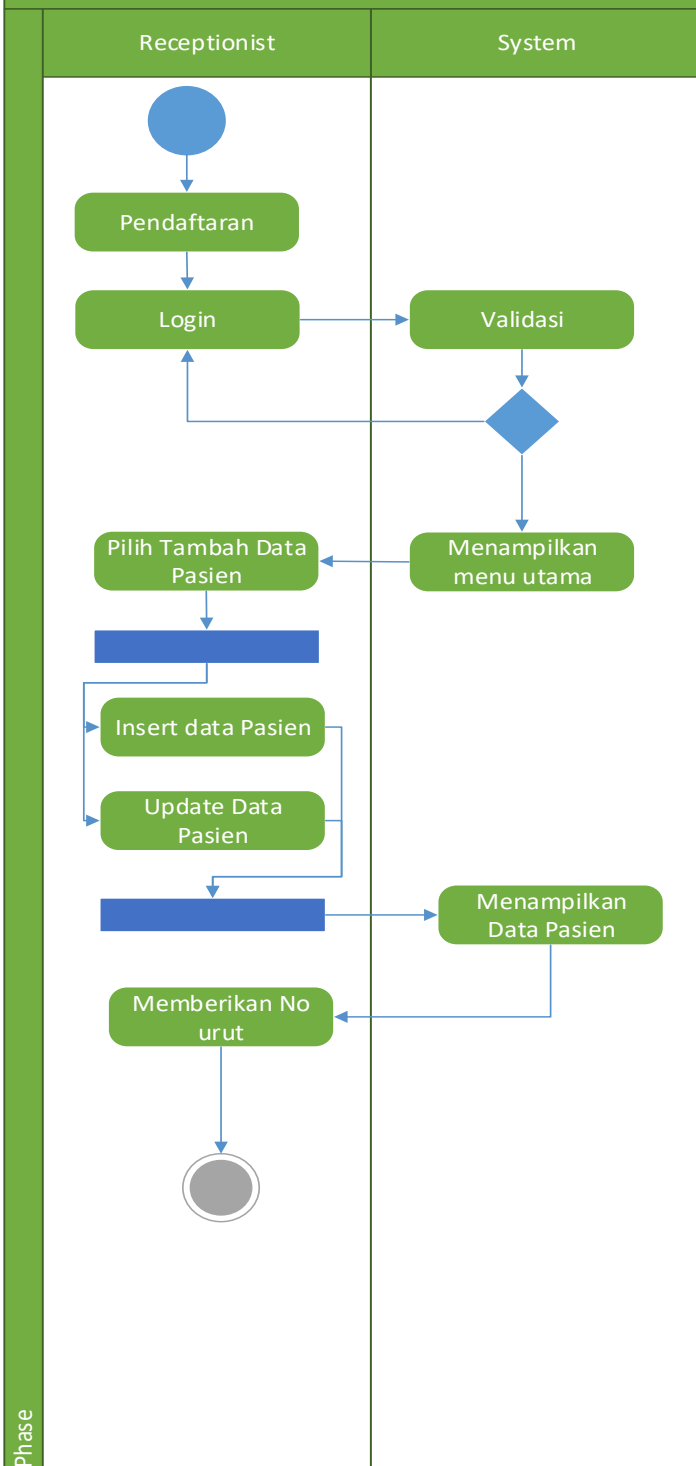 Receptionist
System
Pendaftaran
Login
Validasi
Pilih Tambah Data
Pasien
Menampilkan
menu utama
Insert data Pasien
Update Data
Pasien
Menampilkan
Data Pasien
Memberikan No
urut
Phase